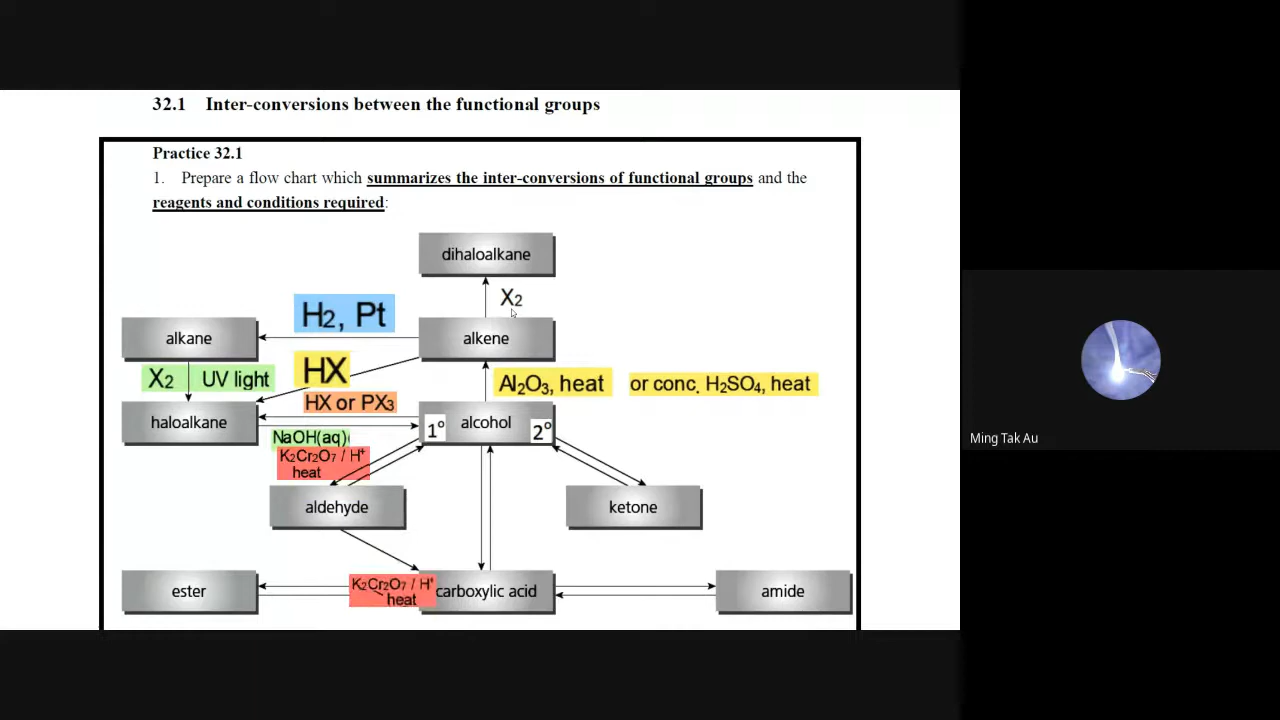 32.1 Inter-conversions between the functional groups
Practice 32.1
1. Prepare a flow chart which summarizes the inter-conversions of functional groups and the
reagents and conditions required:
dihaloalkane
X2
H2, Pt
alkane
alkene
X2 UV light
HX
Al2O3, heat
or conc. H2SO4, heat
HX or PX3
haloalkane
1º
alcohol
2º
NaOH(aq)
K2Cr2O7 / H+
heat
aldehyde
ketone
K2Cr2O7 / H+
heat
ester
carboxylic acid
amide
Ming Tak Au